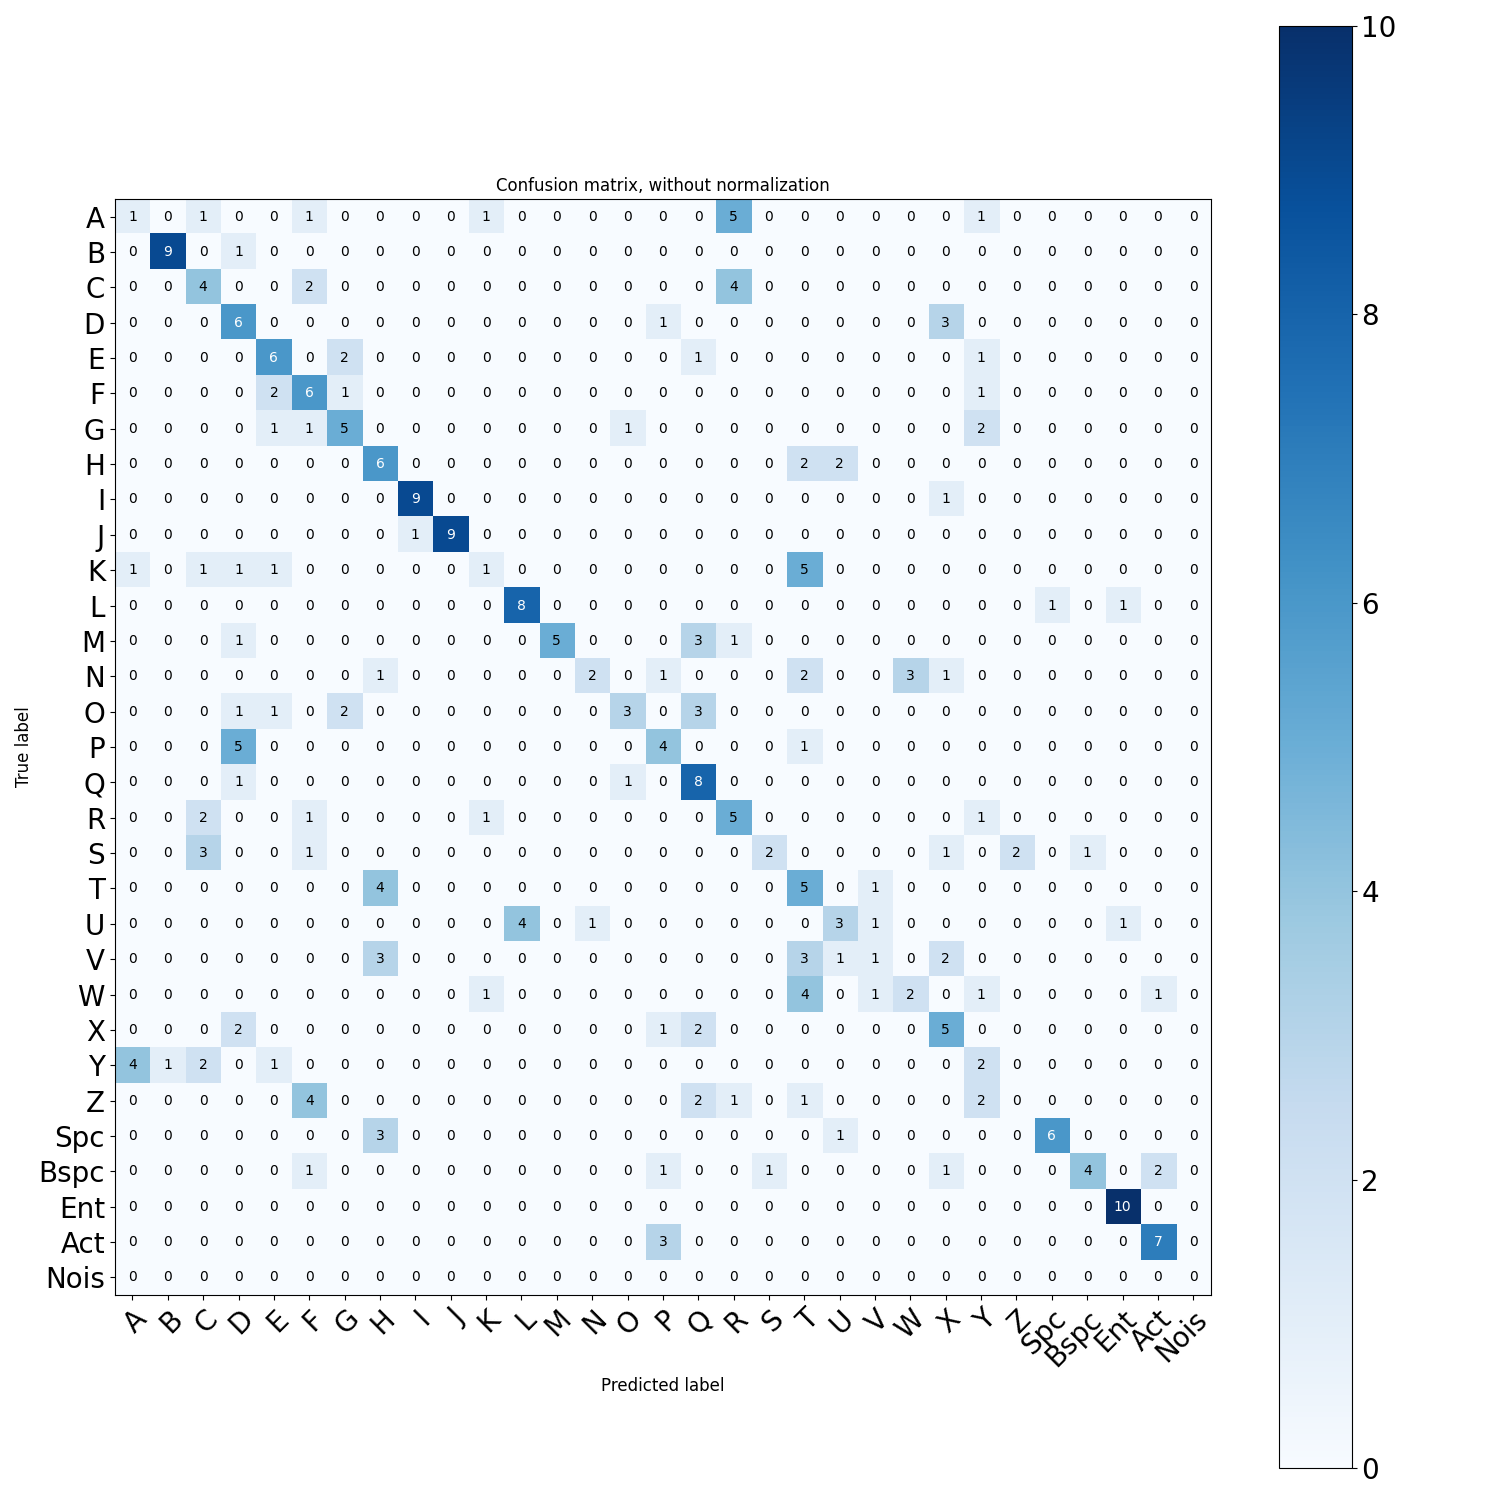 Confusion matrix, without normalization
A 1 0 1 0 0 1 0 0 0 0 1 0 0 0 0 0 0 5 0 0 0 0 0 0 1 0 0 0 0 0 0
B 0 9 0 1 0 0 0 0 0 0 0 0 0 0 0 0 0 0 0 0 0 0 0 0 0 0 0 0 0 0 0
C 0 0 4 0 0 2 0 0 0 0 0 0 0 0 0 0 0 4 0 0 0 0 0 0 0 0 0 0 0 0 0
D 0 0 0 6 0 0 0 0 0 0 0 0 0 0 0 1 0 0 0 0 0 0 0 3 0 0 0 0 0 0 0
E 0 0 0 0 6 0 2 0 0 0 0 0 0 0 0 0 1 0 0 0 0 0 0 0 1 0 0 0 0 0 0
F 0 0 0 0 2 6 1 0 0 0 0 0 0 0 0 0 0 0 0 0 0 0 0 0 1 0 0 0 0 0 0
G 0 0 0 0 1 1 5 0 0 0 0 0 0 0 1 0 0 0 0 0 0 0 0 0 2 0 0 0 0 0 0
H 0 0 0 0 0 0 0 6 0 0 0 0 0 0 0 0 0 0 0 2 2 0 0 0 0 0 0 0 0 0 0
I 0 0 0 0 0 0 0 0 9 0 0 0 0 0 0 0 0 0 0 0 0 0 0 1 0 0 0 0 0 0 0
J 0 0 0 0 0 0 0 0 1 9 0 0 0 0 0 0 0 0 0 0 0 0 0 0 0 0 0 0 0 0 0
K 1 0 1 1 1 0 0 0 0 0 1 0 0 0 0 0 0 0 0 5 0 0 0 0 0 0 0 0 0 0 0
L 0 0 0 0 0 0 0 0 0 0 0 8 0 0 0 0 0 0 0 0 0 0 0 0 0 0 1 0 1 0 0
M 0 0 0 1 0 0 0 0 0 0 0 0 5 0 0 0 3 1 0 0 0 0 0 0 0 0 0 0 0 0 0
N 0 0 0 0 0 0 0 1 0 0 0 0 0 2 0 1 0 0 0 2 0 0 3 1 0 0 0 0 0 0 0
O 0 0 0 1 1 0 2 0 0 0 0 0 0 0 3 0 3 0 0 0 0 0 0 0 0 0 0 0 0 0 0
P 0 0 0 5 0 0 0 0 0 0 0 0 0 0 0 4 0 0 0 1 0 0 0 0 0 0 0 0 0 0 0
Q 0 0 0 1 0 0 0 0 0 0 0 0 0 0 1 0 8 0 0 0 0 0 0 0 0 0 0 0 0 0 0
R 0 0 2 0 0 1 0 0 0 0 1 0 0 0 0 0 0 5 0 0 0 0 0 0 1 0 0 0 0 0 0
S 0 0 3 0 0 1 0 0 0 0 0 0 0 0 0 0 0 0 2 0 0 0 0 1 0 2 0 1 0 0 0
T 0 0 0 0 0 0 0 4 0 0 0 0 0 0 0 0 0 0 0 5 0 1 0 0 0 0 0 0 0 0 0
U 0 0 0 0 0 0 0 0 0 0 0 4 0 1 0 0 0 0 0 0 3 1 0 0 0 0 0 0 1 0 0
V 0 0 0 0 0 0 0 3 0 0 0 0 0 0 0 0 0 0 0 3 1 1 0 2 0 0 0 0 0 0 0
W 0 0 0 0 0 0 0 0 0 0 1 0 0 0 0 0 0 0 0 4 0 1 2 0 1 0 0 0 0 1 0
X 0 0 0 2 0 0 0 0 0 0 0 0 0 0 0 1 2 0 0 0 0 0 0 5 0 0 0 0 0 0 0
Y 4 1 2 0 1 0 0 0 0 0 0 0 0 0 0 0 0 0 0 0 0 0 0 0 2 0 0 0 0 0 0
Z 0 0 0 0 0 4 0 0 0 0 0 0 0 0 0 0 2 1 0 1 0 0 0 0 2 0 0 0 0 0 0
Spc 0 0 0 0 0 0 0 3 0 0 0 0 0 0 0 0 0 0 0 0 1 0 0 0 0 0 6 0 0 0 0
Bspc 0 0 0 0 0 1 0 0 0 0 0 0 0 0 0 1 0 0 1 0 0 0 0 1 0 0 0 4 0 2 0
Ent 0 0 0 0 0 0 0 0 0 0 0 0 0 0 0 0 0 0 0 0 0 0 0 0 0 0 0 0 10 0 0
Act 0 0 0 0 0 0 0 0 0 0 0 0 0 0 0 3 0 0 0 0 0 0 0 0 0 0 0 0 0 7 0
Nois 0 0 0 0 0 0 0 0 0 0 0 0 0 0 0 0 0 0 0 0 0 0 0 0 0 0 0 0 0 0 0
A B C D E F G H I J K L M N O P Q R S T U V W X Y Z Spc Bspc Ent Act Nois
Predicted label
True label
10
8
6
4
2
0